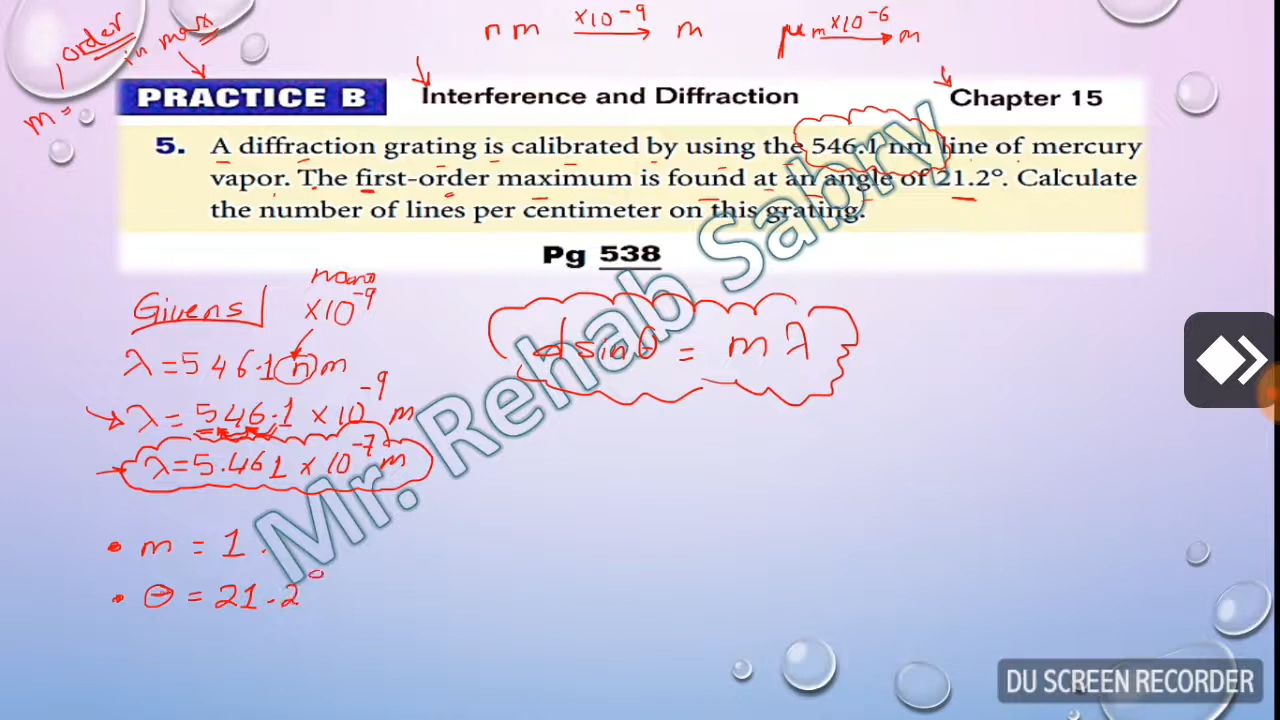 order in max
m = 1
nm ×10⁻⁹ → m
μm ×10⁻⁶ → m
PRACTICE B Interference and Diffraction Chapter 15
5. A diffraction grating is calibrated by using the 546.1 nm line of mercury
vapor. The first-order maximum is found at an angle of 21.2°. Calculate
the number of lines per centimeter on this grating.
Pg 538
Givens
nano
×10⁻⁹
λ = 546.1 nm
λ = 546.1 × 10⁻⁹ m
λ = 5.461 × 10⁻⁷ m
• m = 1.
• θ = 21.2°
d sin θ = m λ
Mr. Rehab Sabry
DU SCREEN RECORDER